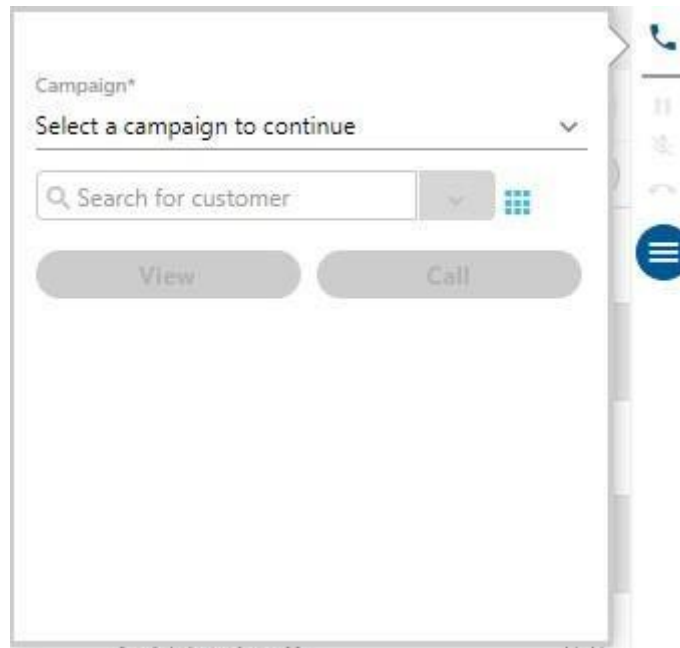 Campaign*
Select a campaign to continue
Search for customer
View
Call